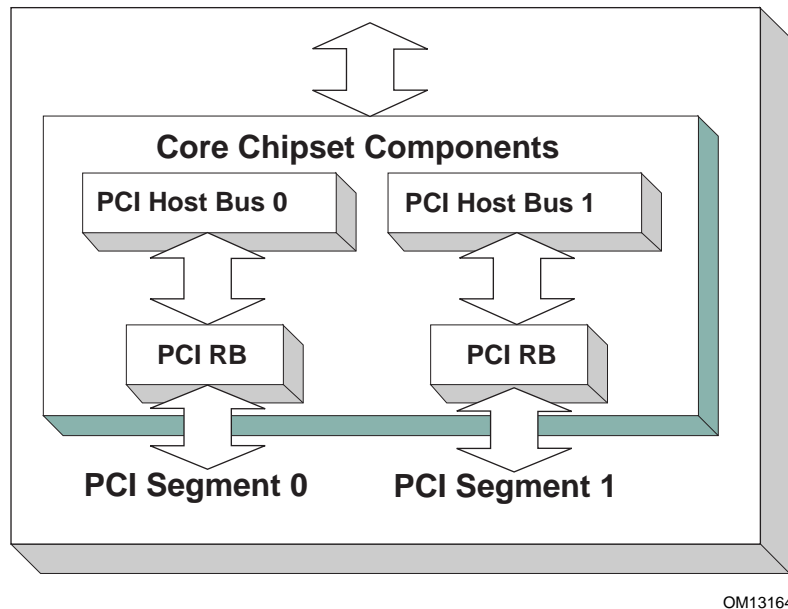 Core Chipset Components
PCI Host Bus 0
PCI Host Bus 1
PCI RB
PCI RB
PCI Segment 0
PCI Segment 1
OM13164